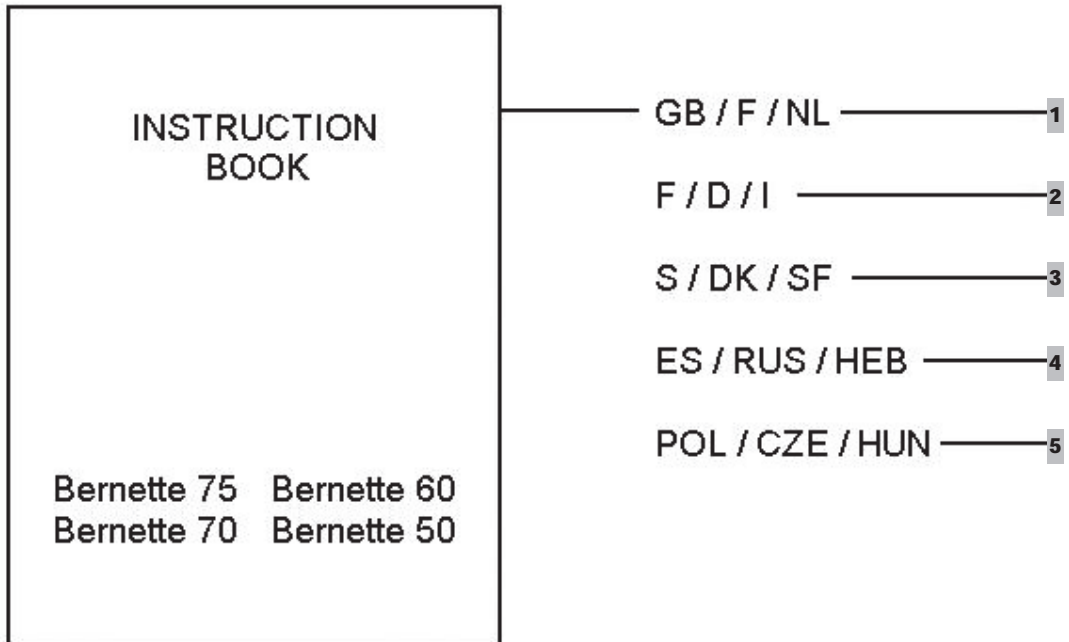 INSTRUCTION
BOOK
Bernette 75 Bernette 60
Bernette 70 Bernette 50
GB / F / NL 1
F / D / I 2
S / DK / SF 3
ES / RUS / HEB 4
POL / CZE / HUN 5